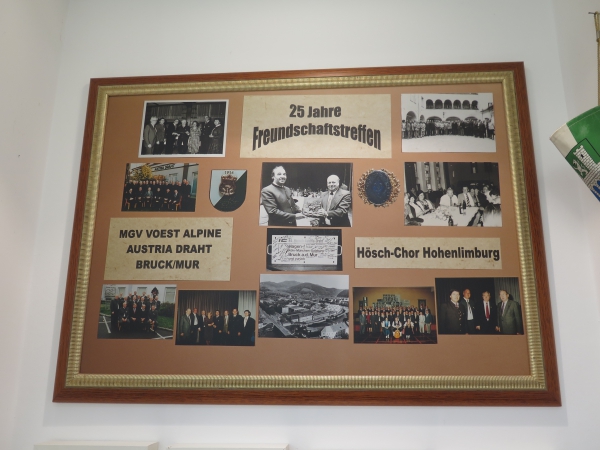 25 Jahre
Freundschaftstreffen
MGV VOEST ALPINE
AUSTRIA DRAHT
BRUCK/MUR
Hösch-Chor Hohenlimburg